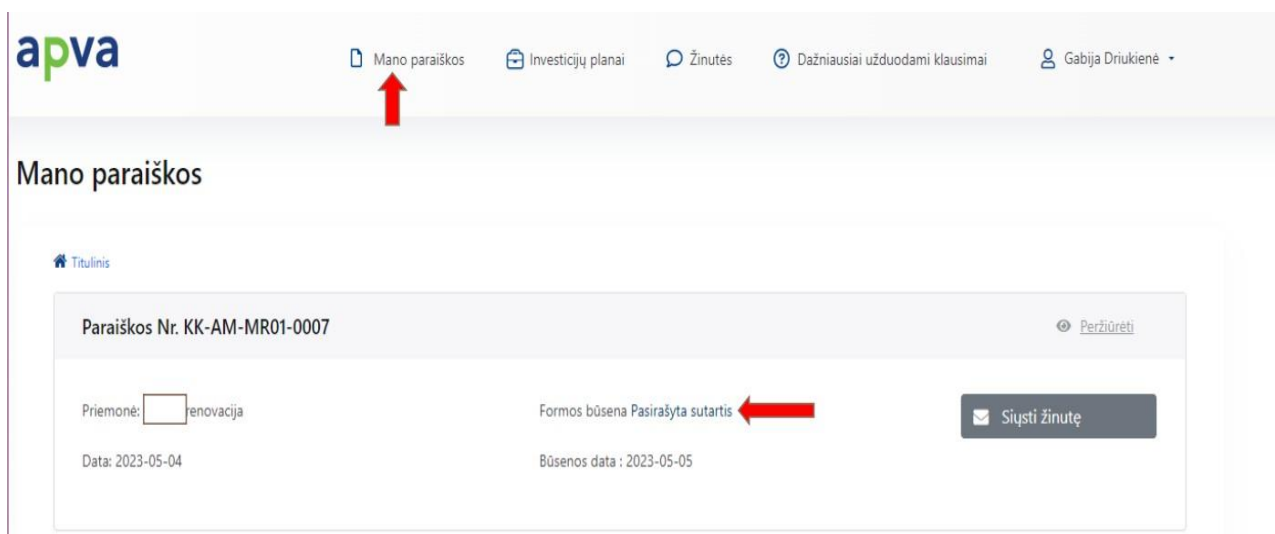 apva
Mano paraiškos Investicijų planai Žinutės Dažniausiai užduodami klausimai Gabija Driukienė
Mano paraiškos
Titulinis
Paraiškos Nr. KK-AM-MR01-0007 Peržiūrėti
Priemonė: renovacija Formos būsena Pasirašyta sutartis Siųsti žinutę
Data: 2023-05-04 Būsenos data : 2023-05-05